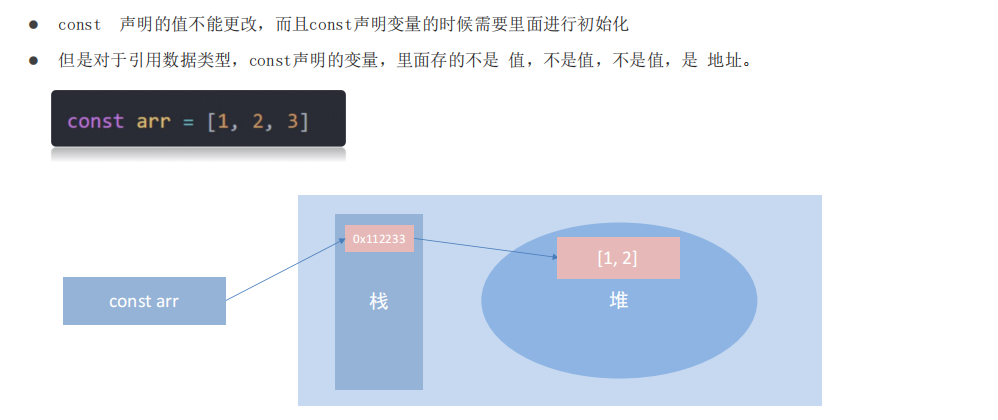 ● const 声明的值不能更改，而且const声明变量的时候需要里面进行初始化
● 但是对于引用数据类型，const声明的变量，里面存的不是 值，不是值，不是值，是 地址。
const arr = [1, 2, 3]
0x112233
[1, 2]
const arr
栈
堆